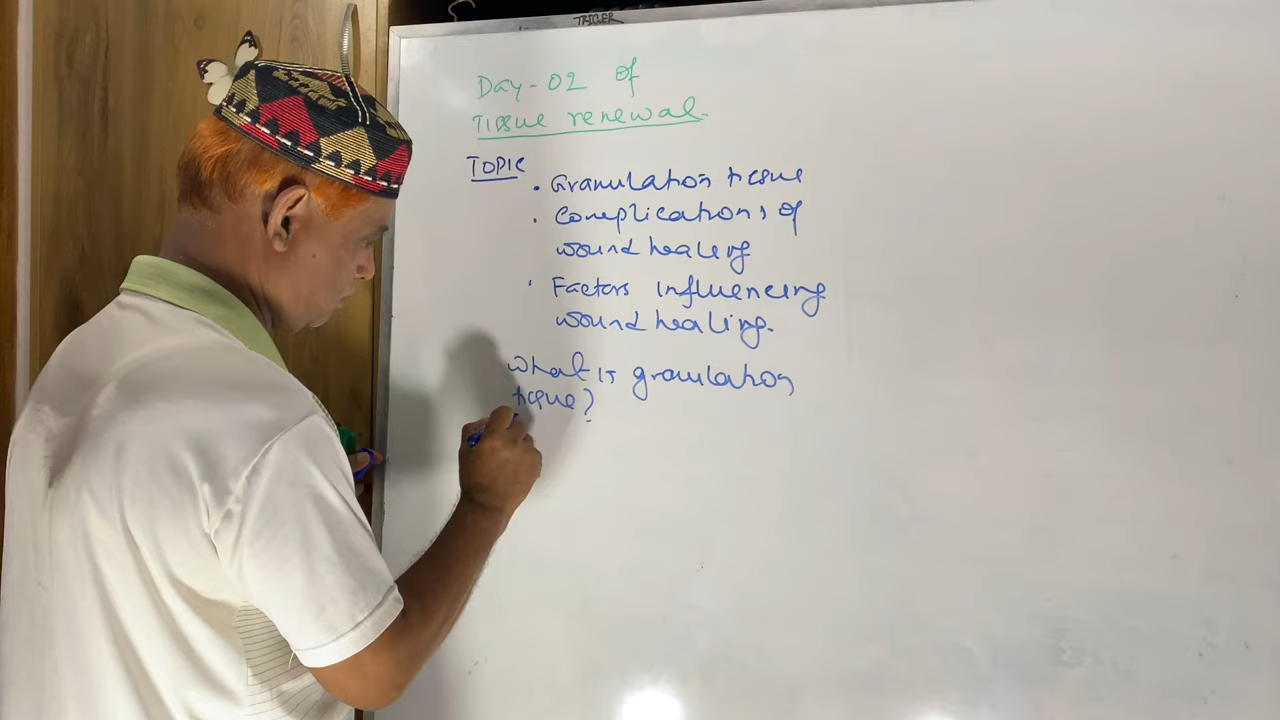 TRIGER
Day-02 of
Tissue renewal.
TOPIC
• Granulation tissue
• Complications of
wound healing
• Factors influencing
wound healing.
What is granulation
tissue?